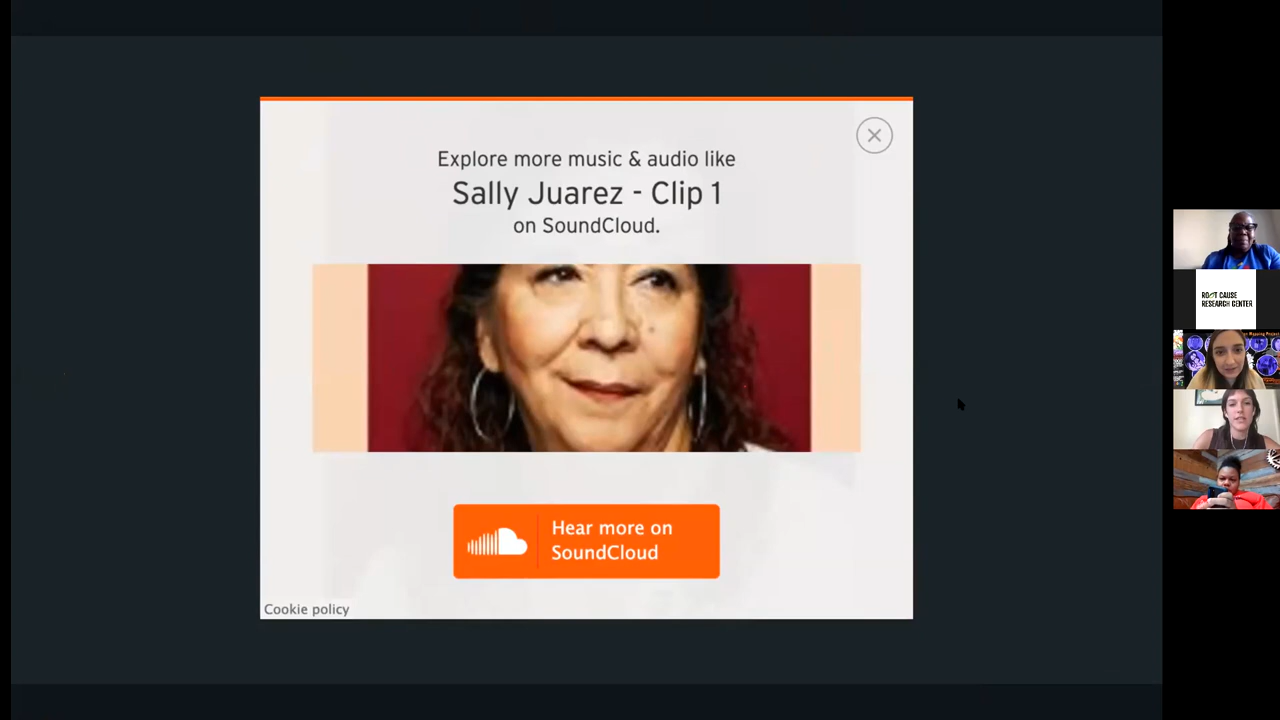 Explore more music & audio like
Sally Juarez - Clip 1
on SoundCloud.
Hear more on
SoundCloud
Cookie policy
ROOT CAUSE
RESEARCH CENTER